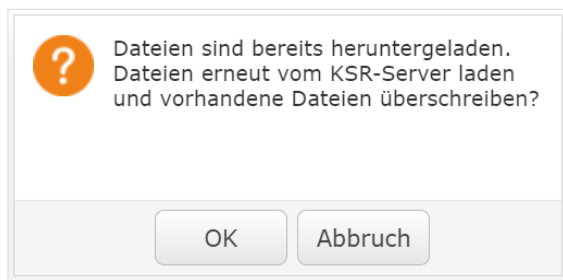 ?
Dateien sind bereits heruntergeladen.
Dateien erneut vom KSR-Server laden
und vorhandene Dateien überschreiben?
OK
Abbruch